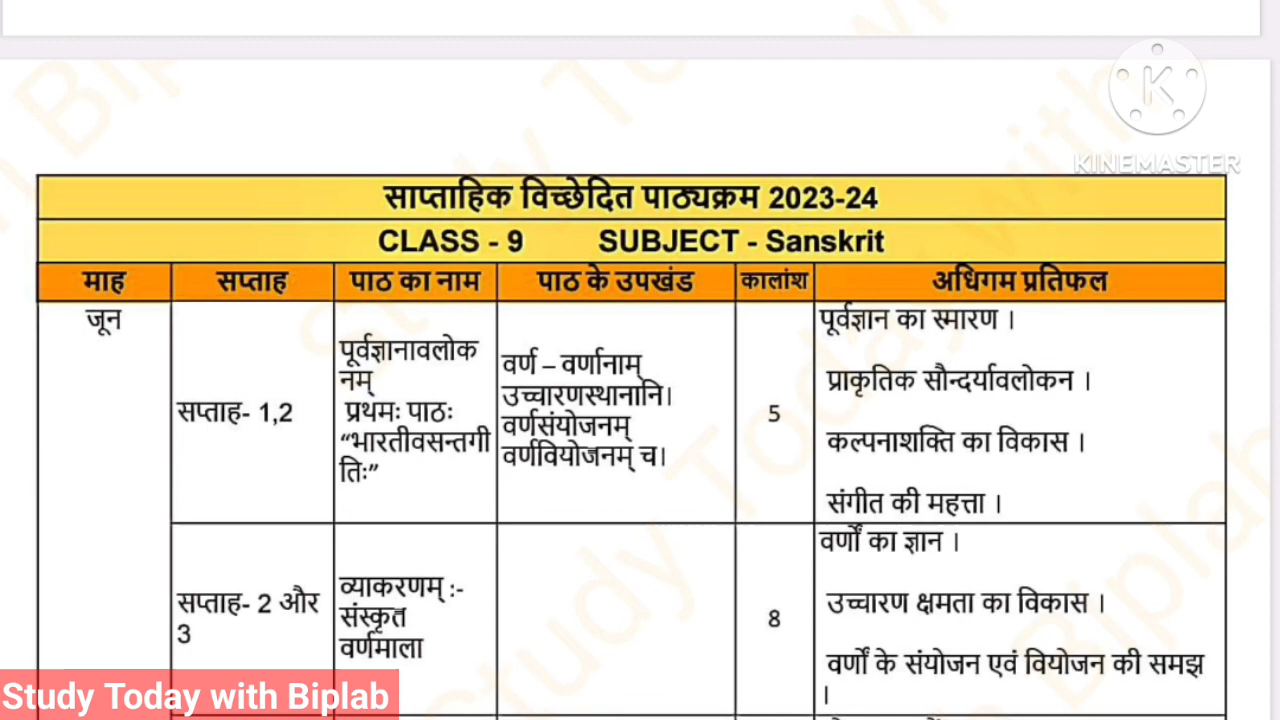 KINEMASTER
साप्ताहिक विच्छेदित पाठ्यक्रम 2023-24
CLASS - 9 SUBJECT - Sanskrit
माह सप्ताह पाठ का नाम पाठ के उपखंड कालांश अधिगम प्रतिफल
जून
सप्ताह- 1,2
पूर्वज्ञानावलोक
नम्
प्रथमः पाठः
“भारतीवसन्तगी
तिः”
वर्ण – वर्णानाम्
उच्चारणस्थानानि।
वर्णसंयोजनम्
वर्णवियोजनम् च।
5
पूर्वज्ञान का स्मारण ।
प्राकृतिक सौन्दर्यावलोकन ।
कल्पनाशक्ति का विकास ।
संगीत की महत्ता ।
सप्ताह- 2 और
3
व्याकरणम् :-
संस्कृत
वर्णमाला
8
वर्णों का ज्ञान ।
उच्चारण क्षमता का विकास ।
वर्णों के संयोजन एवं वियोजन की समझ
।
Study Today with Biplab